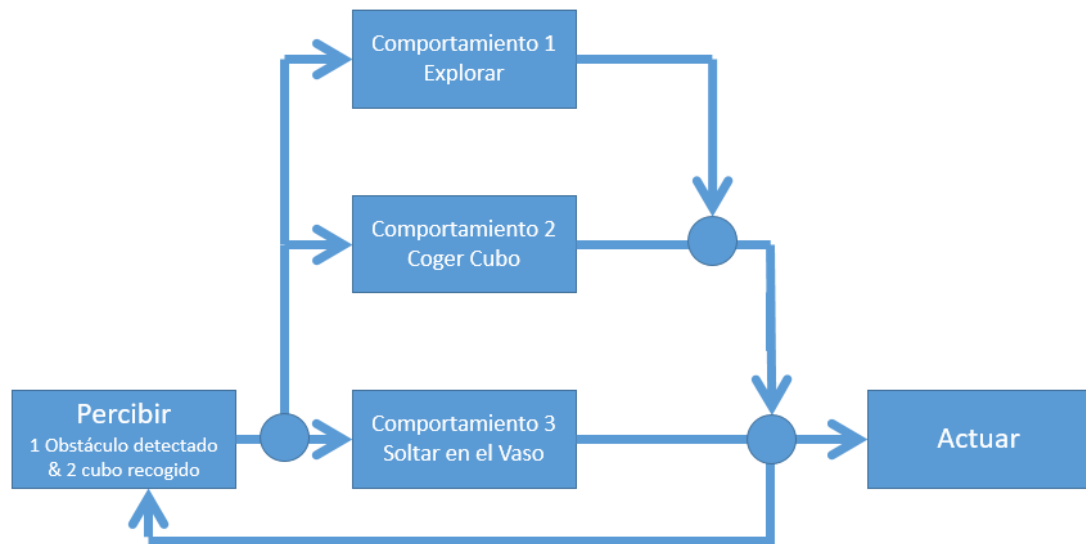 Comportamiento 1
Explorar
Comportamiento 2
Coger Cubo
Percibir
1 Obstáculo detectado
& 2 cubo recogido
Comportamiento 3
Soltar en el Vaso
Actuar